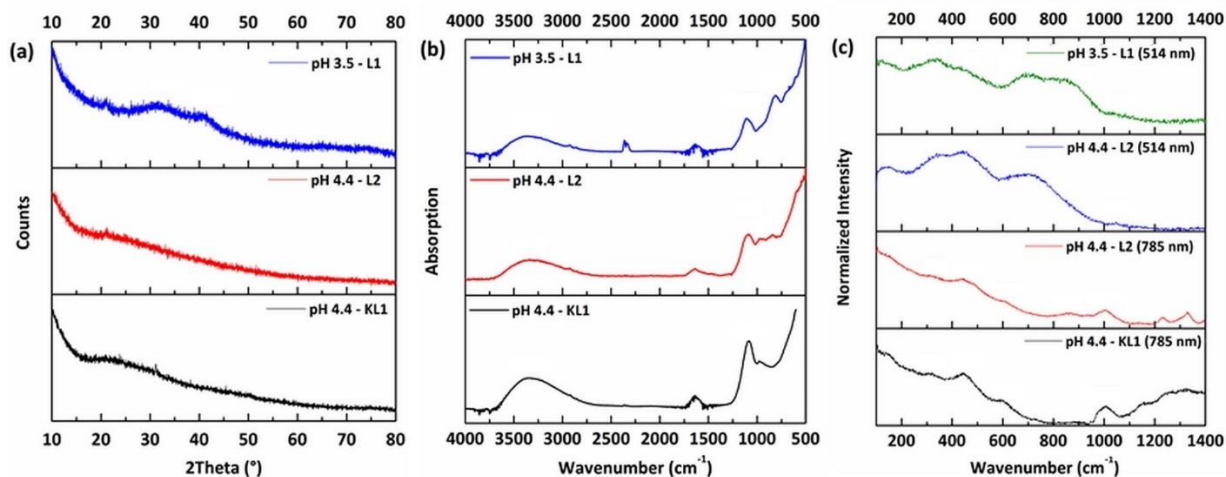 10 20 30 40 50 60 70 80
(a)
pH 3.5 - L1
pH 4.4 - L2
pH 4.4 - KL1
Counts
10 20 30 40 50 60 70 80
2Theta (°)
4000 3500 3000 2500 2000 1500 1000 500
(b)
pH 3.5 - L1
pH 4.4 - L2
pH 4.4 - KL1
Absorption
4000 3500 3000 2500 2000 1500 1000 500
Wavenumber (cm⁻¹)
200 400 600 800 1000 1200 1400
(c)
pH 3.5 - L1 (514 nm)
pH 4.4 - L2 (514 nm)
pH 4.4 - L2 (785 nm)
pH 4.4 - KL1 (785 nm)
Normalized Intensity
200 400 600 800 1000 1200 1400
Wavenumber (cm⁻¹)